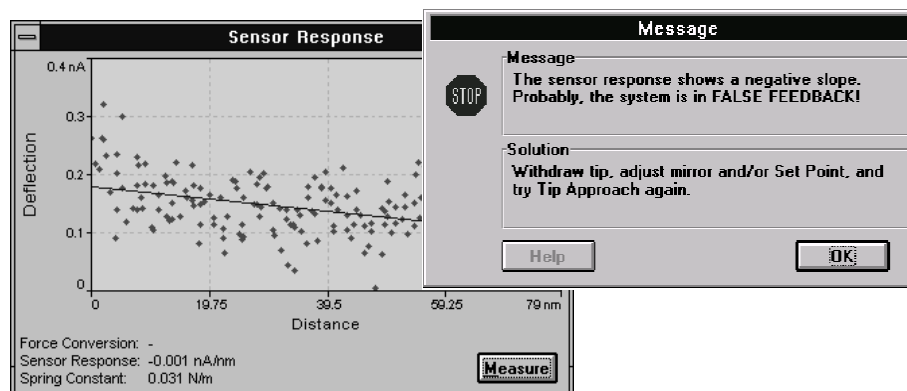 Sensor Response
0.4 nA
0.3
0.2
0.1
0
Deflection
0
19.75
39.5
59.25
79 nm
Distance
Force Conversion: -
Sensor Response: -0.001 nA/nm
Spring Constant: 0.031 N/m
Measure
Message
Message
STOP
The sensor response shows a negative slope.
Probably, the system is in FALSE FEEDBACK!
Solution
Withdraw tip, adjust mirror and/or Set Point, and
try Tip Approach again.
Help
OK